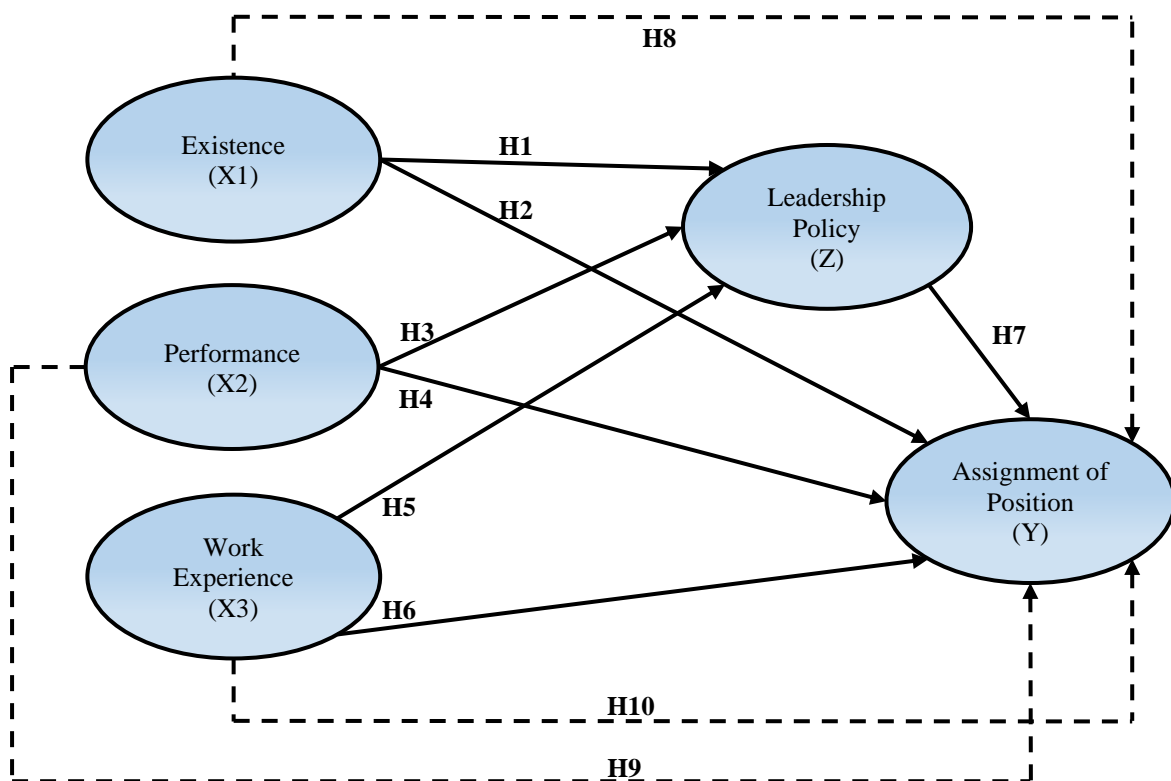 H8
Existence
(X1)
H1
H2
Leadership
Policy
(Z)
H3
H7
Performance
(X2)
H4
Assignment of
Position
(Y)
H5
Work
Experience
(X3)
H6
H10
H9